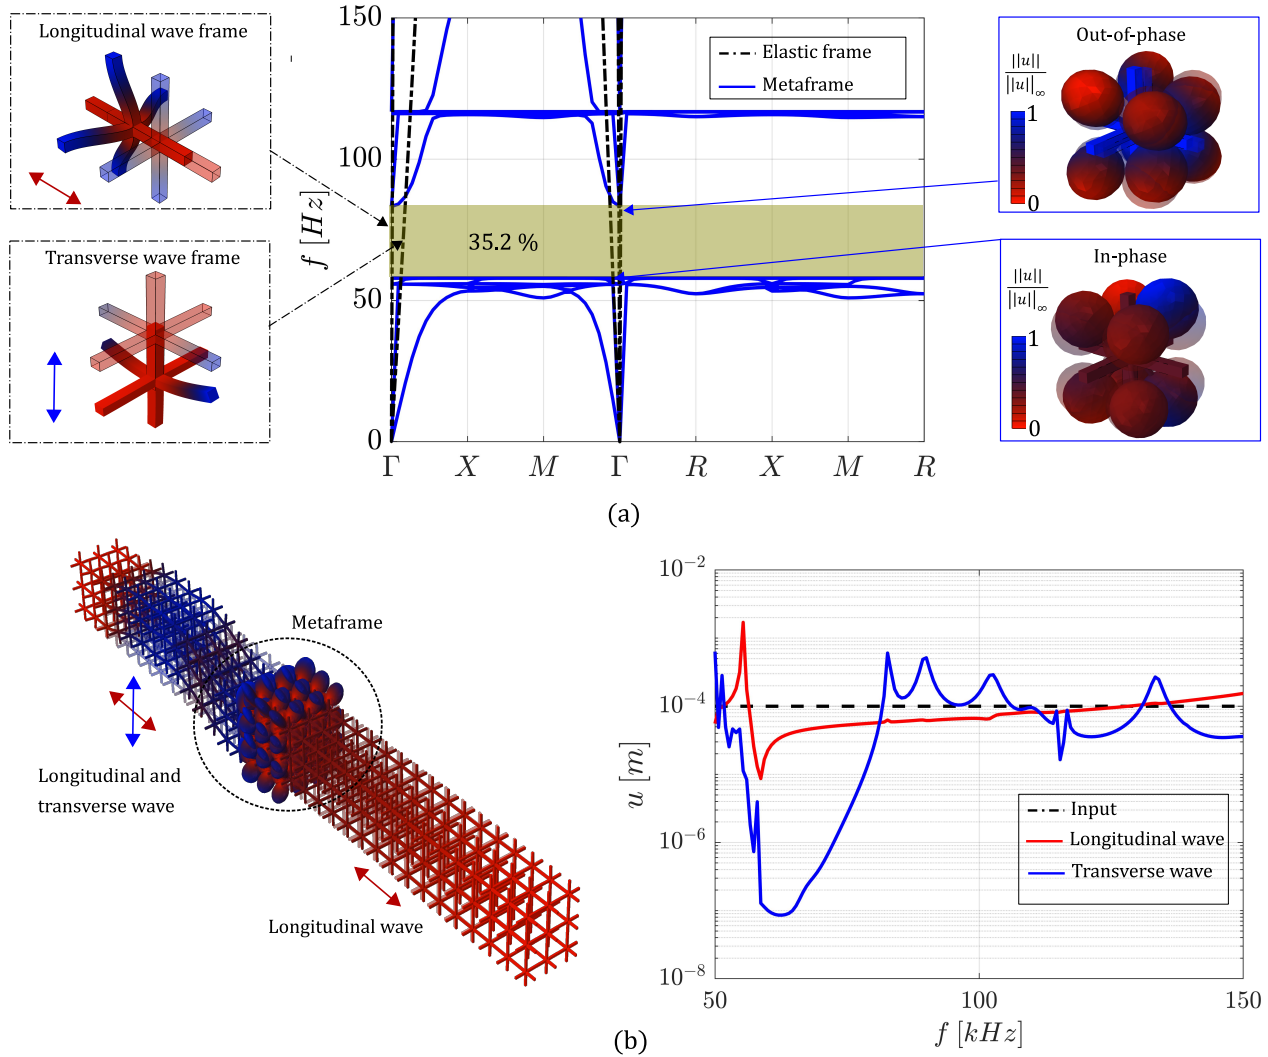 Longitudinal wave frame
Transverse wave frame
150
100
50
0
f [Hz]
35.2 %
Elastic frame
Metaframe
Γ X M Γ R X M R
Out-of-phase
||u||
||u||∞
1
0
In-phase
||u||
||u||∞
1
0
(a)
Metaframe
Longitudinal and
transverse wave
Longitudinal wave
10⁻²
10⁻⁴
10⁻⁶
10⁻⁸
u [m]
Input
Longitudinal wave
Transverse wave
50 100 150
f [kHz]
(b)